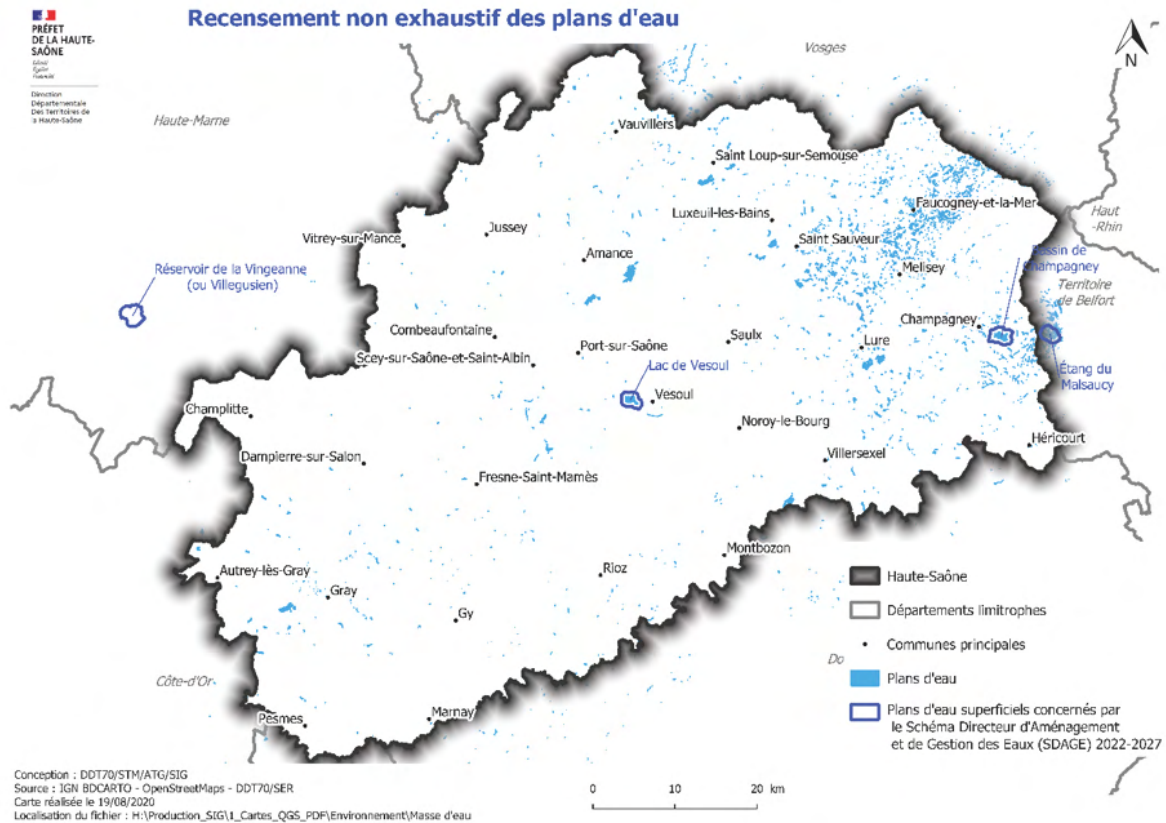 Recensement non exhaustif des plans d'eau
PRÉFET
DE LA HAUTE-
SAÔNE
Liberté
Égalité
Fraternité
Direction
Départementale
Des Territoires de
la Haute-Saône
Vosges
N
Haute-Marne
Vauvillers
Saint Loup-sur-Semouse
Luxeuil-les-Bains
Faucogney-et-la-Mer
Haut
-Rhin
Jussey
Vitrey-sur-Mance
Saint Sauveur
Amance
Bassin de
Champagney
Réservoir de la Vingeanne
(ou Villegusien)
Melisey
Territoire
de Belfort
Combeaufontaine
Champagney
Saulx
Lure
Port-sur-Saône
Scey-sur-Saône-et-Saint-Albin
Lac de Vesoul
Étang du
Malsaucy
Vesoul
Champlitte
Noroy-le-Bourg
Héricourt
Dampierre-sur-Salon
Villersexel
Fresne-Saint-Mamès
Montbozon
Autrey-lès-Gray
Rioz
Gray
Gy
Haute-Saône
Départements limitrophes
Communes principales
Do
Côte-d'Or
Plans d'eau
Pesmes
Marnay
Plans d'eau superficiels concernés par
le Schéma Directeur d'Aménagement
et de Gestion des Eaux (SDAGE) 2022-2027
Conception : DDT70/STM/ATG/SIG
Source : IGN BDCARTO - OpenStreetMaps - DDT70/SER
Carte réalisée le 19/08/2020
Localisation du fichier : H:\Production_SIG\1_Cartes_QGS_PDF\Environnement\Masse d'eau
0 10 20 km